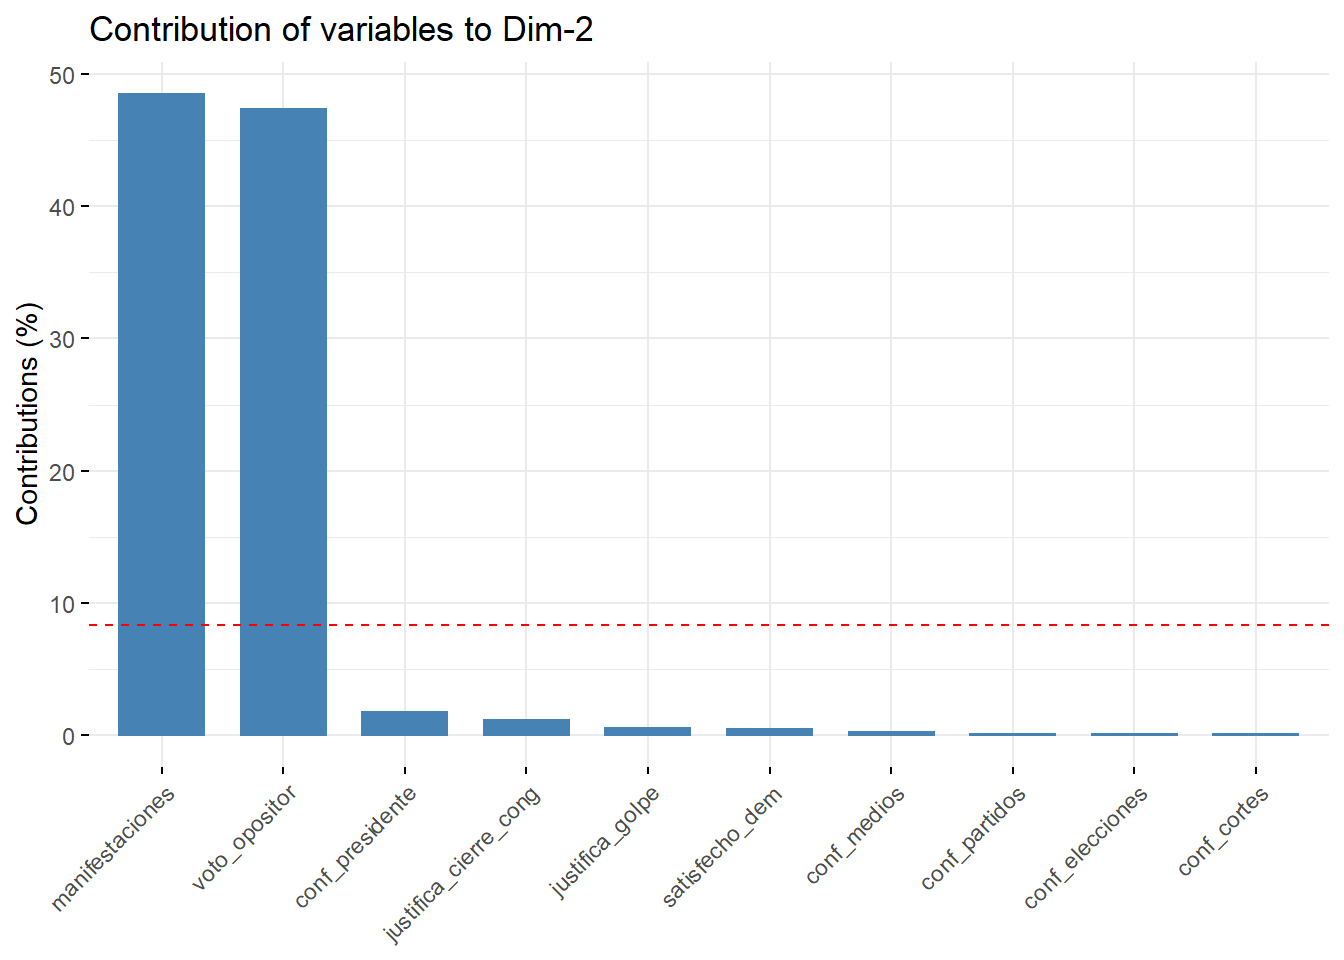 Contribution of variables to Dim-2
Contributions (%)
50
40
30
20
10
0
manifestaciones
voto_opositor
conf_presidente
justifica_cierre_cong
justifica_golpe
satisfecho_dem
conf_medios
conf_partidos
conf_elecciones
conf_cortes